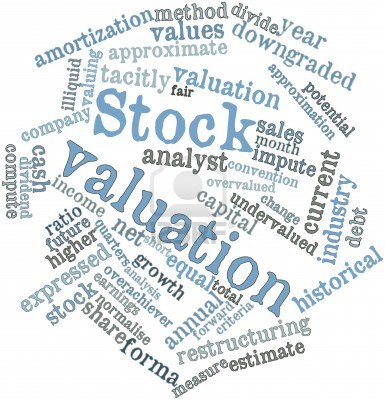 method
divide
year
amortization
values
downgraded
approximate
approximation
potential
illiquid
valuing
tacitly
valuation
fair
company
Stock
sales
month
impute
analyst
convention
overvalued
current
industry
debt
compute
dividend
cash
capital
change
undervalued
valuation
income
ratio
future
higher
net
short
quarters
analysis
growth
equal
total
expressed
stock
overachiever
earnings
normalise
share
forma
annual
forward
criteria
historical
restructuring
measure
estimate